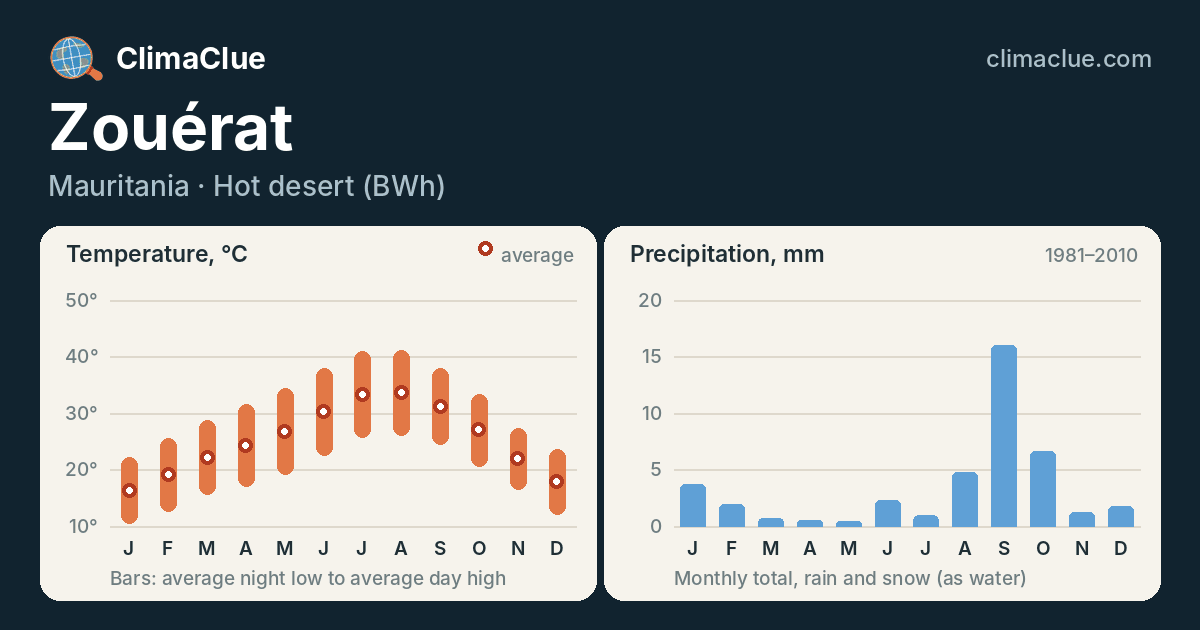 ClimaClue
climaclue.com
Zouérat
Mauritania · Hot desert (BWh)
Temperature, °C
average
50°
40°
30°
20°
10°
J F M A M J J A S O N D
Bars: average night low to average day high
Precipitation, mm
1981–2010
20
15
10
5
0
J F M A M J J A S O N D
Monthly total, rain and snow (as water)